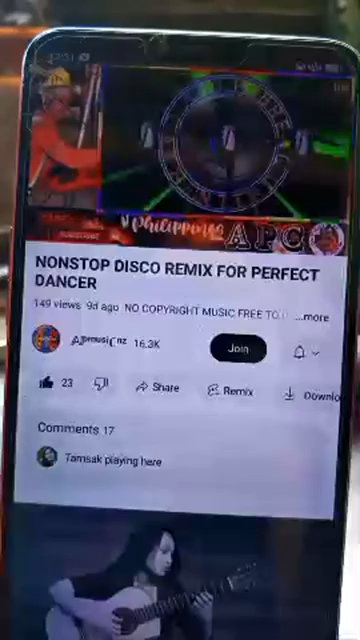 Philippines APC
NONSTOP DISCO REMIX FOR PERFECT
DANCER
149 views 9d ago NO COPYRIGHT MUSIC FREE TO ...more
16.3K
Join
23
Share
Remix
Downlo
Comments 17
Tamsak playing here